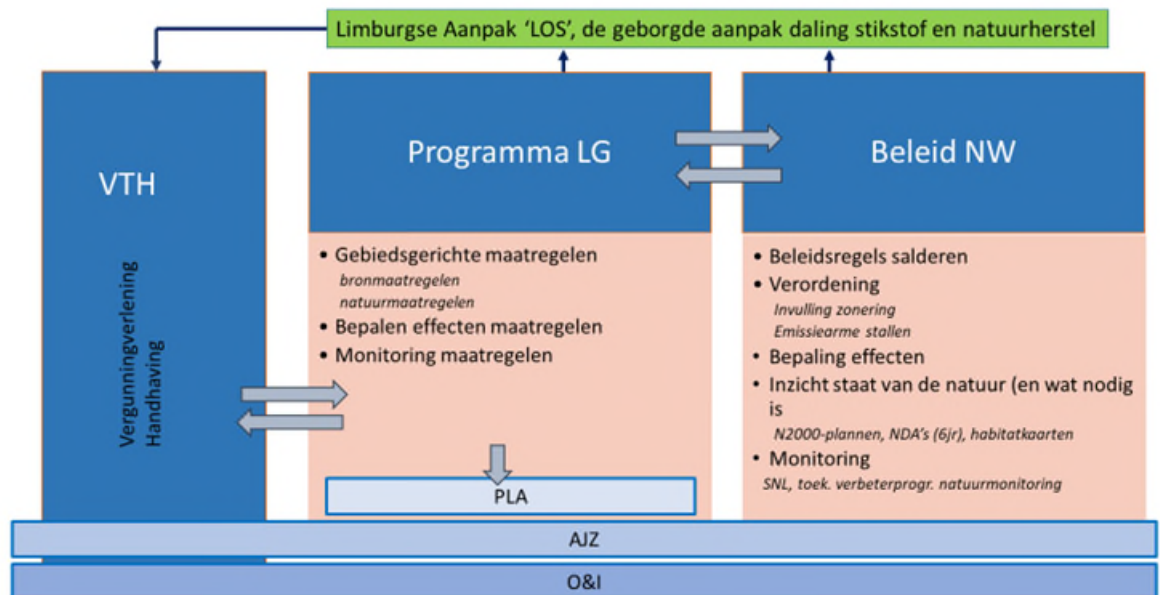 Limburgse Aanpak ‘LOS’, de geborgde aanpak daling stikstof en natuurherstel
VTH
Vergunningverlening
Handhaving
Programma LG
• Gebiedsgerichte maatregelen
bronmaatregelen
natuurmaatregelen
• Bepalen effecten maatregelen
• Monitoring maatregelen
PLA
Beleid NW
• Beleidsregels salderen
• Verordening
Invulling zonering
Emissiearme stallen
• Bepaling effecten
• Inzicht staat van de natuur (en wat nodig
is
N2000-plannen, NDA’s (6jr), habitatkaarten
• Monitoring
SNL, toek. verbeterprogr. natuurmonitoring
AJZ
O&I